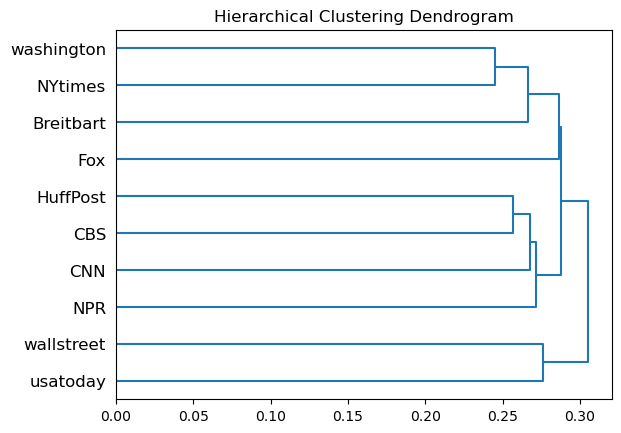 Hierarchical Clustering Dendrogram
washington
NYtimes
Breitbart
Fox
HuffPost
CBS
CNN
NPR
wallstreet
usatoday
0.00 0.05 0.10 0.15 0.20 0.25 0.30